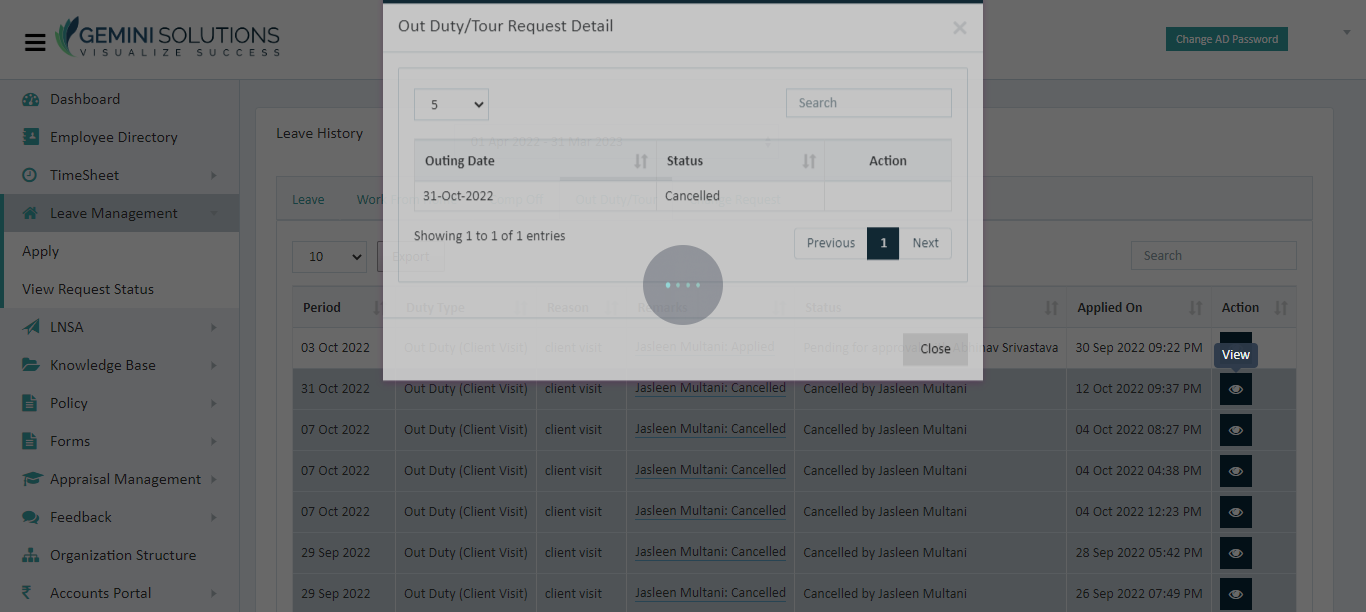 Out Duty/Tour Request Detail
×
GEMINI SOLUTIONS
VISUALIZE SUCCESS
Change AD Password
5
Search
01 Apr 2022 - 31 Mar 2023
Outing Date Status Action
31-Oct-2022 Cancelled
Showing 1 to 1 of 1 entries
Previous 1 Next
Close
Dashboard
Employee Directory
TimeSheet
Leave Management
Apply
View Request Status
LNSA
Knowledge Base
Policy
Forms
Appraisal Management
Feedback
Organization Structure
Accounts Portal
Leave History
Leave
10
Export
Search
Period Duty Type Reason Remarks Status Applied On Action
03 Oct 2022 Out Duty (Client Visit) client visit Jasleen Multani: Applied Pending for approval Abhinav Srivastava 30 Sep 2022 09:22 PM
View
31 Oct 2022 Out Duty (Client Visit) client visit Jasleen Multani: Cancelled Cancelled by Jasleen Multani 12 Oct 2022 09:37 PM
07 Oct 2022 Out Duty (Client Visit) client visit Jasleen Multani: Cancelled Cancelled by Jasleen Multani 04 Oct 2022 08:27 PM
07 Oct 2022 Out Duty (Client Visit) client visit Jasleen Multani: Cancelled Cancelled by Jasleen Multani 04 Oct 2022 04:38 PM
07 Oct 2022 Out Duty (Client Visit) client visit Jasleen Multani: Cancelled Cancelled by Jasleen Multani 04 Oct 2022 12:23 PM
29 Sep 2022 Out Duty (Client Visit) client visit Jasleen Multani: Cancelled Cancelled by Jasleen Multani 28 Sep 2022 05:42 PM
29 Sep 2022 Out Duty (Client Visit) client visit Jasleen Multani: Cancelled Cancelled by Jasleen Multani 26 Sep 2022 07:49 PM